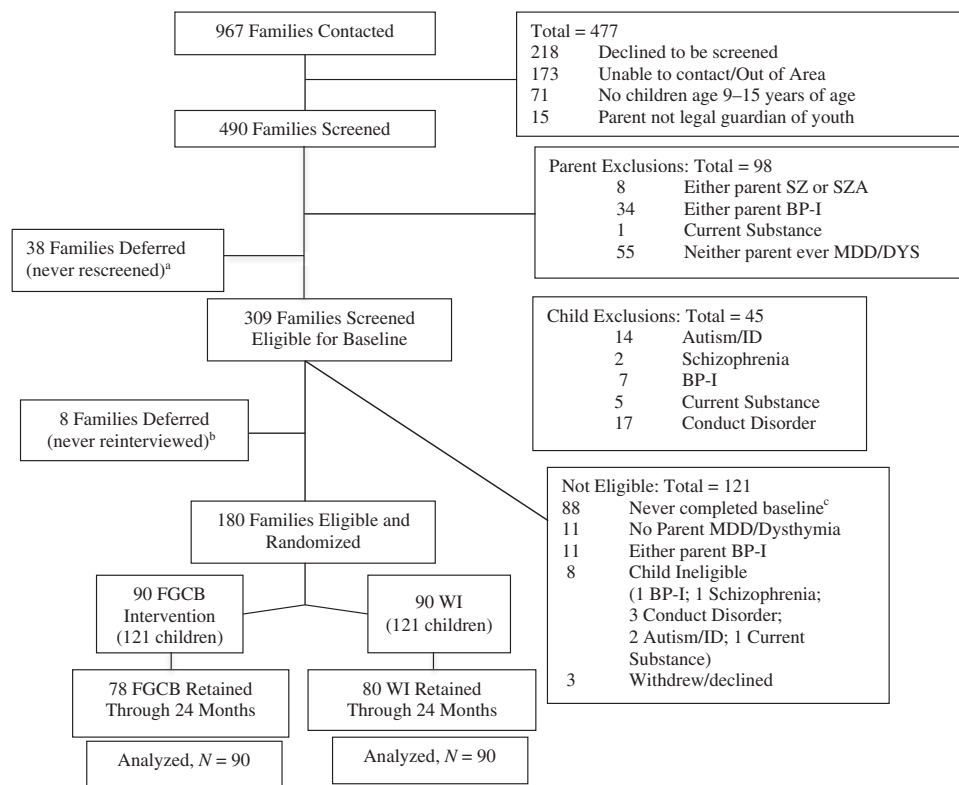 967 Families Contacted
Total = 477
218 Declined to be screened
173 Unable to contact/Out of Area
71 No children age 9–15 years of age
15 Parent not legal guardian of youth
490 Families Screened
Parent Exclusions: Total = 98
8 Either parent SZ or SZA
34 Either parent BP-I
1 Current Substance
55 Neither parent ever MDD/DYS
38 Families Deferred
(never rescreened)a
309 Families Screened
Eligible for Baseline
Child Exclusions: Total = 45
14 Autism/ID
2 Schizophrenia
7 BP-I
5 Current Substance
17 Conduct Disorder
8 Families Deferred
(never reinterviewed)b
Not Eligible: Total = 121
88 Never completed baselinec
11 No Parent MDD/Dysthymia
11 Either parent BP-I
8 Child Ineligible
(1 BP-I; 1 Schizophrenia;
3 Conduct Disorder;
2 Autism/ID; 1 Current
Substance)
3 Withdrew/declined
180 Families Eligible and
Randomized
90 FGCB
Intervention
(121 children)
90 WI
(121 children)
78 FGCB Retained
Through 24 Months
80 WI Retained
Through 24 Months
Analyzed, N = 90
Analyzed, N = 90